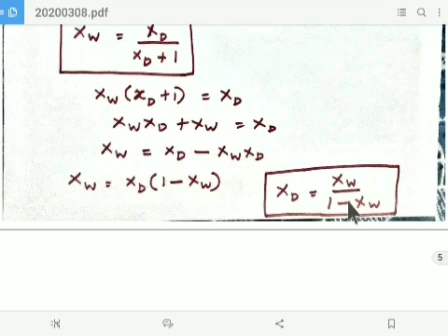 20200308.pdf
X_W = X_D / (X_D + 1)
X_W (X_D + 1) = X_D
X_W X_D + X_W = X_D
X_W = X_D − X_W X_D
X_W = X_D (1 − X_W)
X_D = X_W / (1 − X_W)
5